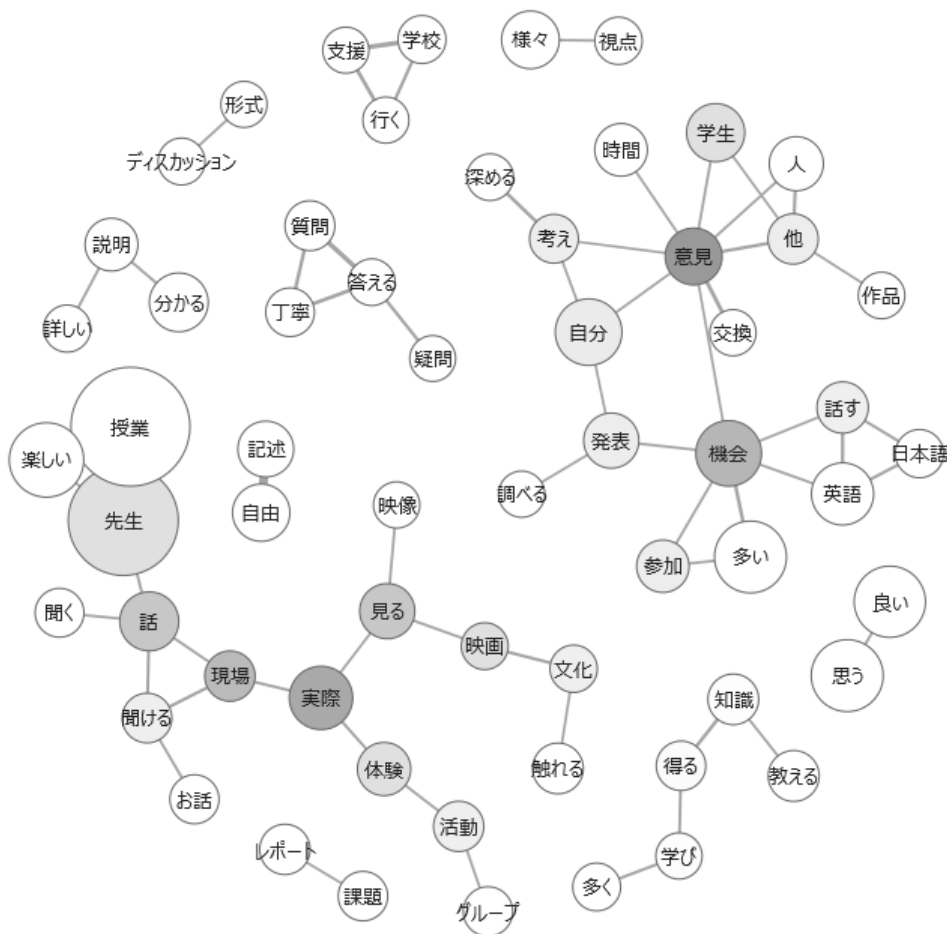 支援
学校
行く
様々
視点
形式
ディスカッション
学生
人
時間
深める
考え
意見
他
作品
交換
自分
説明
分かる
詳しい
質問
答える
丁寧
疑問
発表
調べる
機会
話す
日本語
英語
参加
多い
授業
楽しい
先生
記述
自由
映像
聞く
話
現場
聞ける
お話
実際
見る
映画
文化
触れる
体験
活動
グループ
良い
思う
知識
得る
教える
学び
多く
レポート
課題